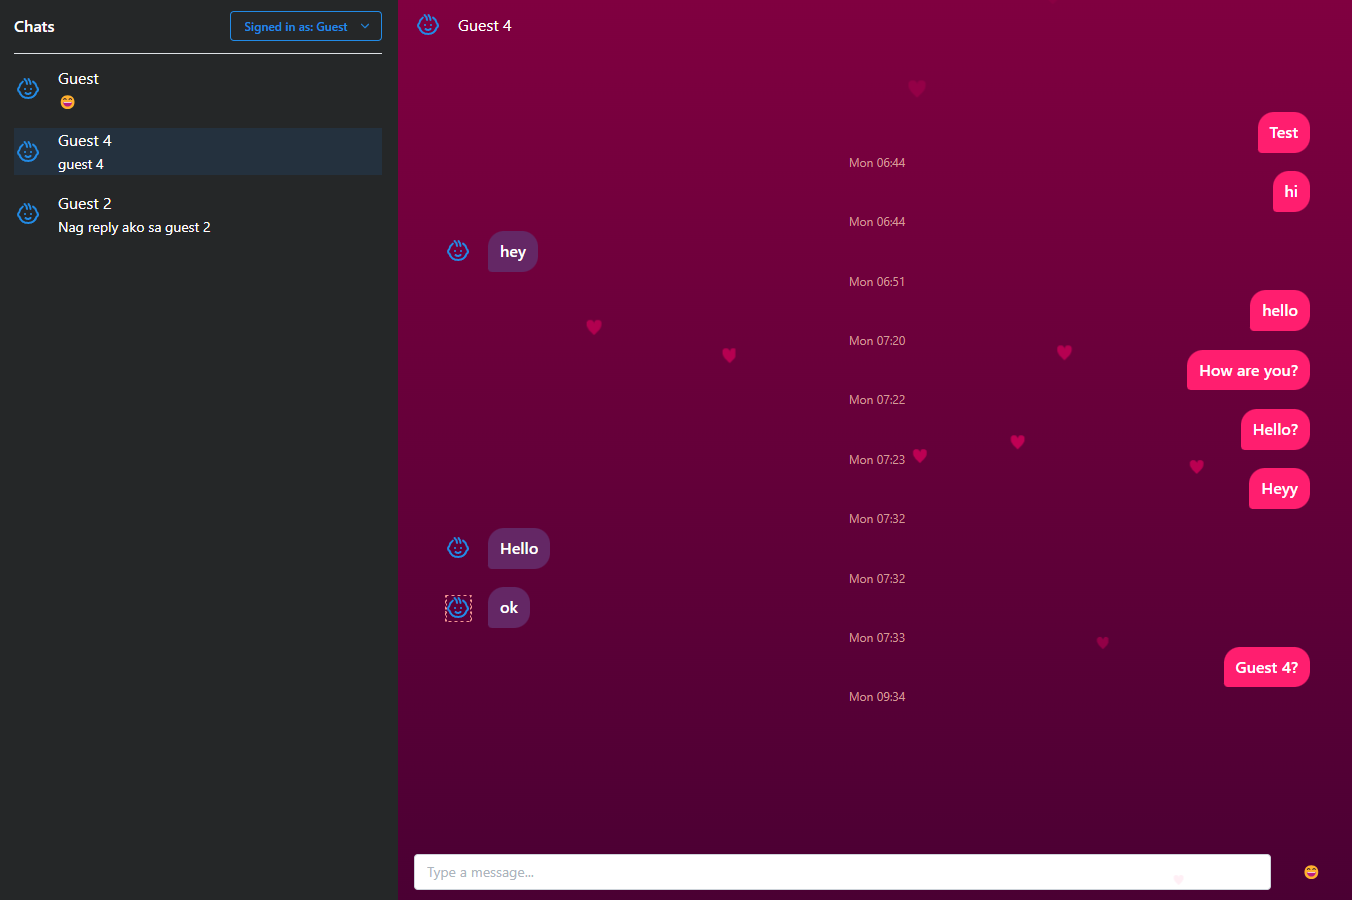 Chats
Signed in as: Guest
Guest
😄
Guest 4
guest 4
Guest 2
Nag reply ako sa guest 2
Guest 4
Test
Mon 06:44
hi
Mon 06:44
hey
Mon 06:51
hello
Mon 07:20
How are you?
Mon 07:22
Hello?
Mon 07:23
Heyy
Mon 07:32
Hello
Mon 07:32
ok
Mon 07:33
Guest 4?
Mon 09:34
Type a message...
😄